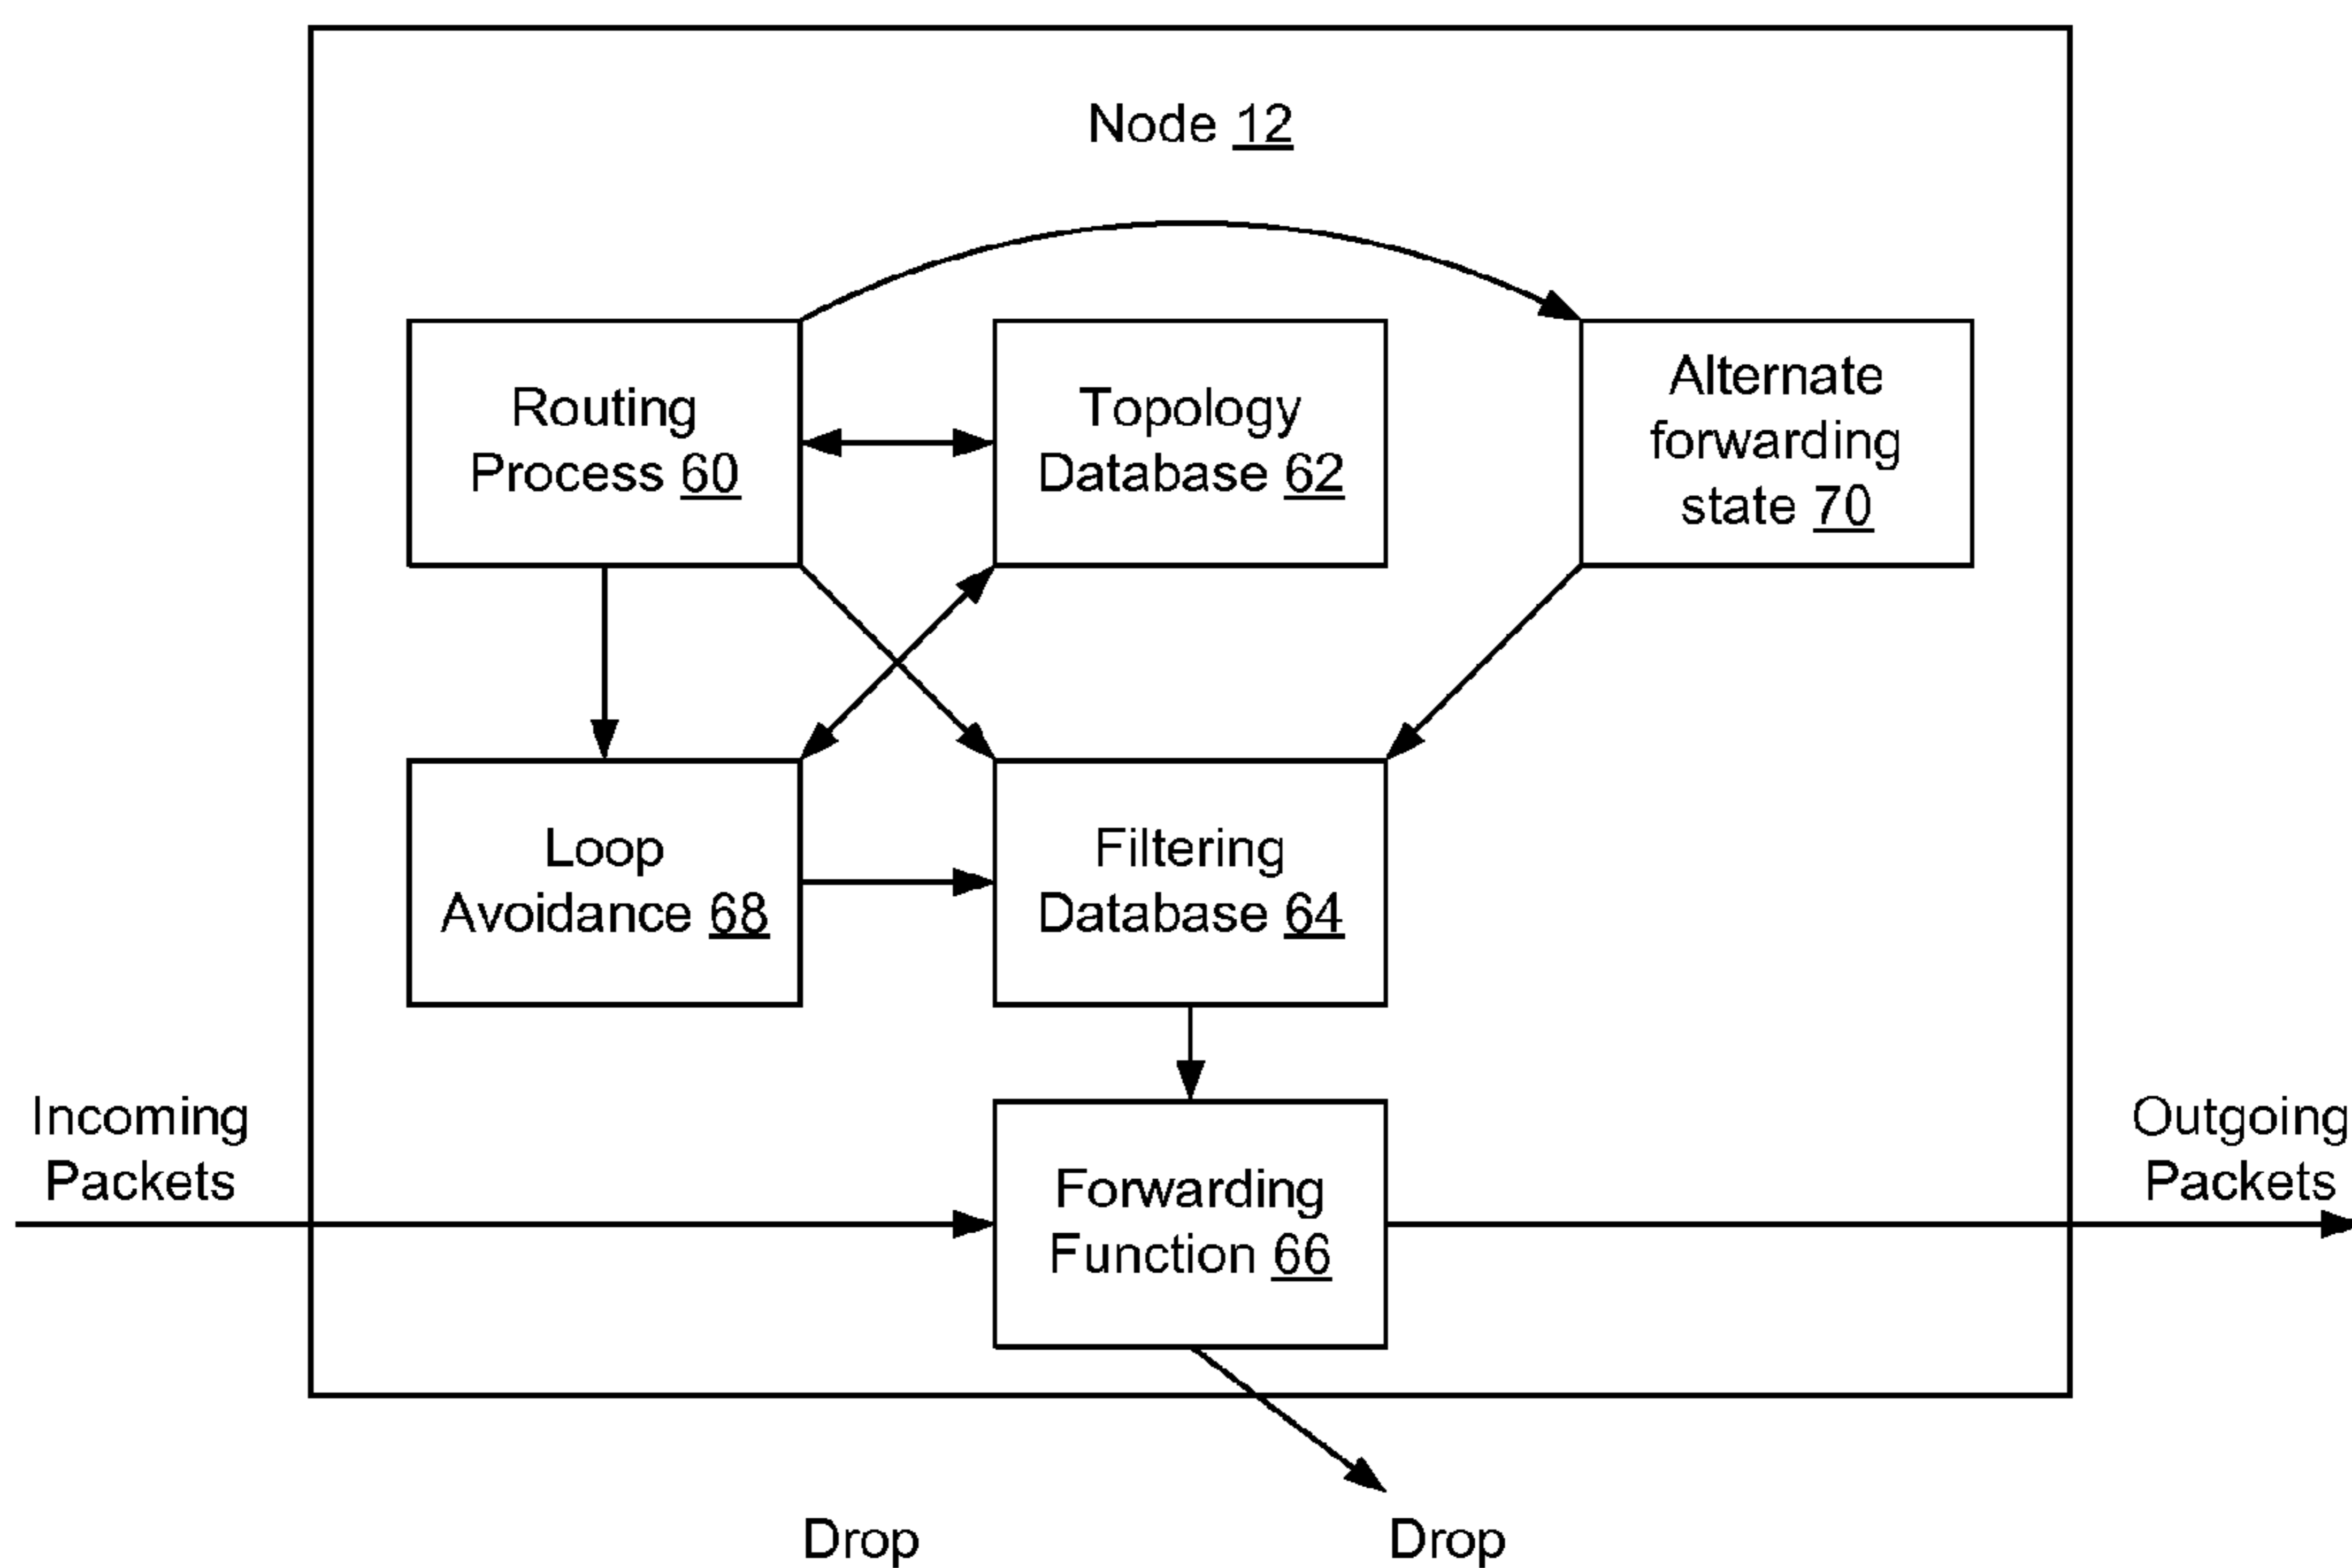 Node 12
Routing
Process 60
Topology
Database 62
Alternate
forwarding
state 70
Loop
Avoidance 68
Filtering
Database 64
Incoming
Packets
Forwarding
Function 66
Outgoing
Packets
Drop
Drop